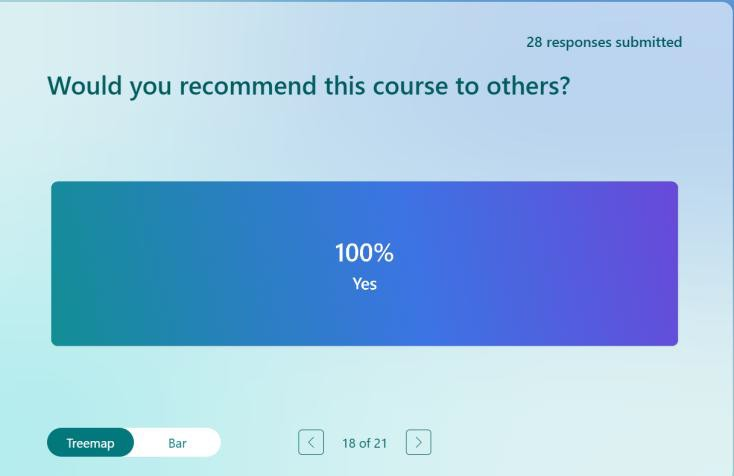 28 responses submitted
Would you recommend this course to others?
100%
Yes
Treemap
Bar
18 of 21